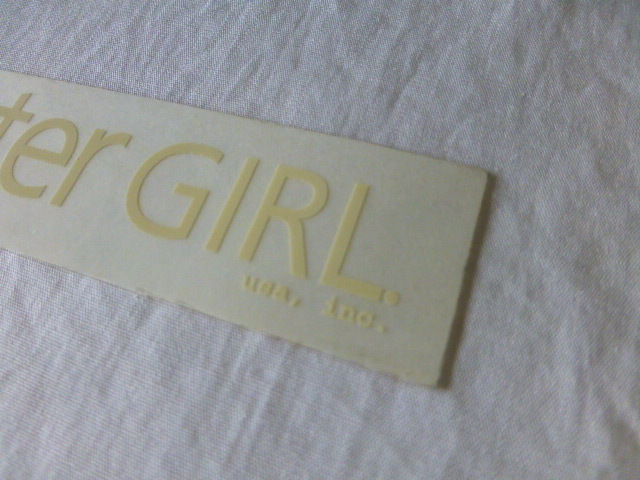 ter GIRL.
usa, inc.